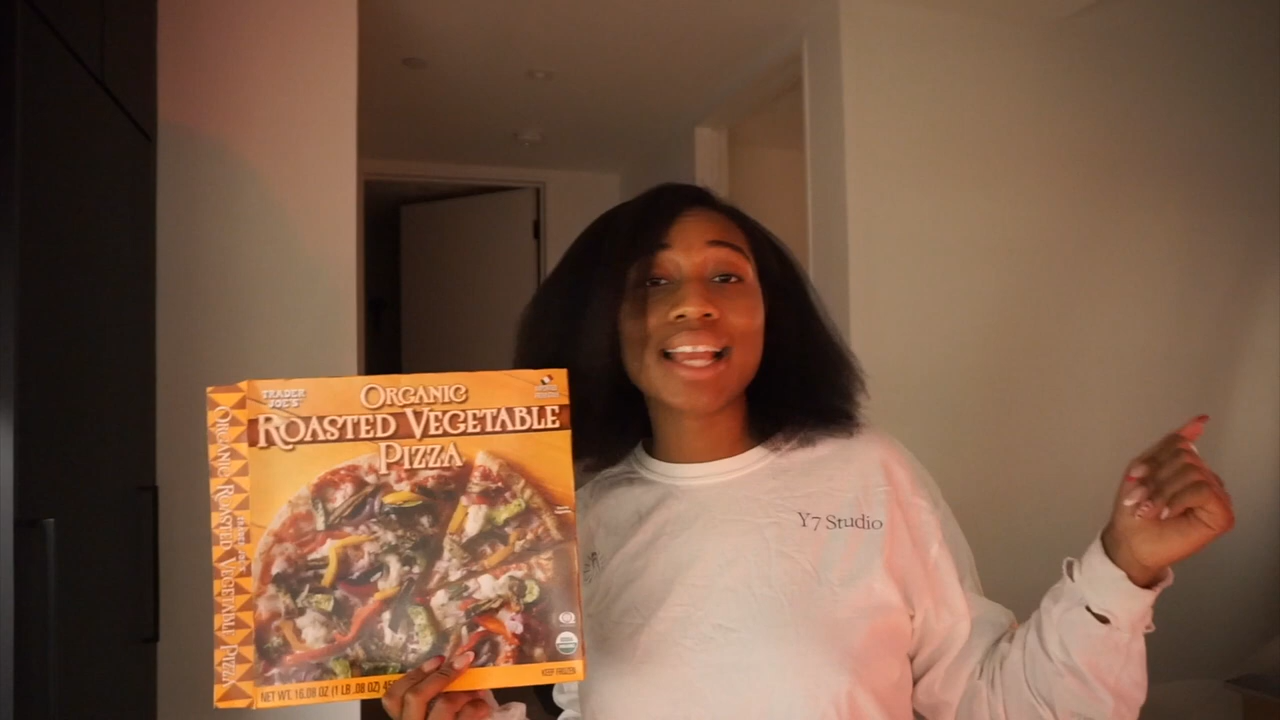 TRADER
JOE'S
ORGANIC
ROASTED VEGETABLE
PIZZA
ORGANIC ROASTED VEGETABLE PIZZA
NET WT. 16.08 OZ (1 LB .08 OZ)
KEEP FROZEN
Y7 Studio